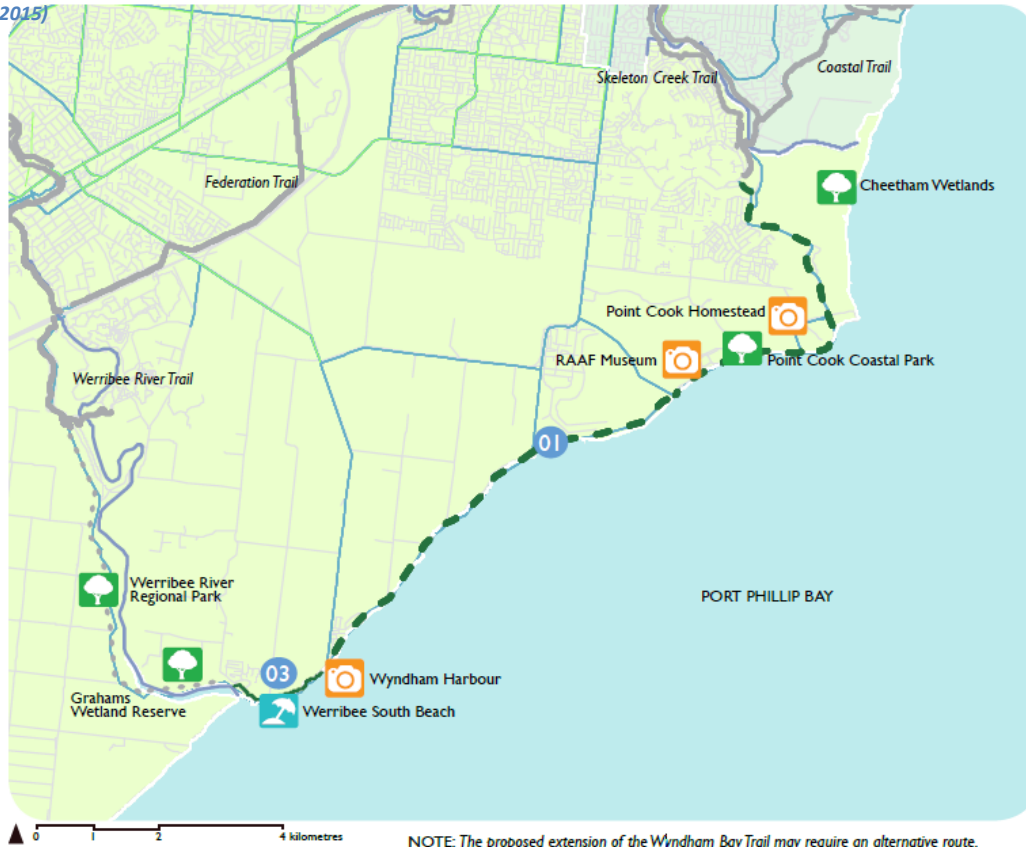 2015)
Skeleton Creek Trail
Coastal Trail
Federation Trail
Cheetham Wetlands
Point Cook Homestead
RAAF Museum
Point Cook Coastal Park
Werribee River Trail
01
Werribee River
Regional Park
PORT PHILLIP BAY
03
Wyndham Harbour
Grahams
Wetland Reserve
Werribee South Beach
0 1 2 4 kilometres
NOTE: The proposed extension of the Wyndham Bay Trail may require an alternative route.